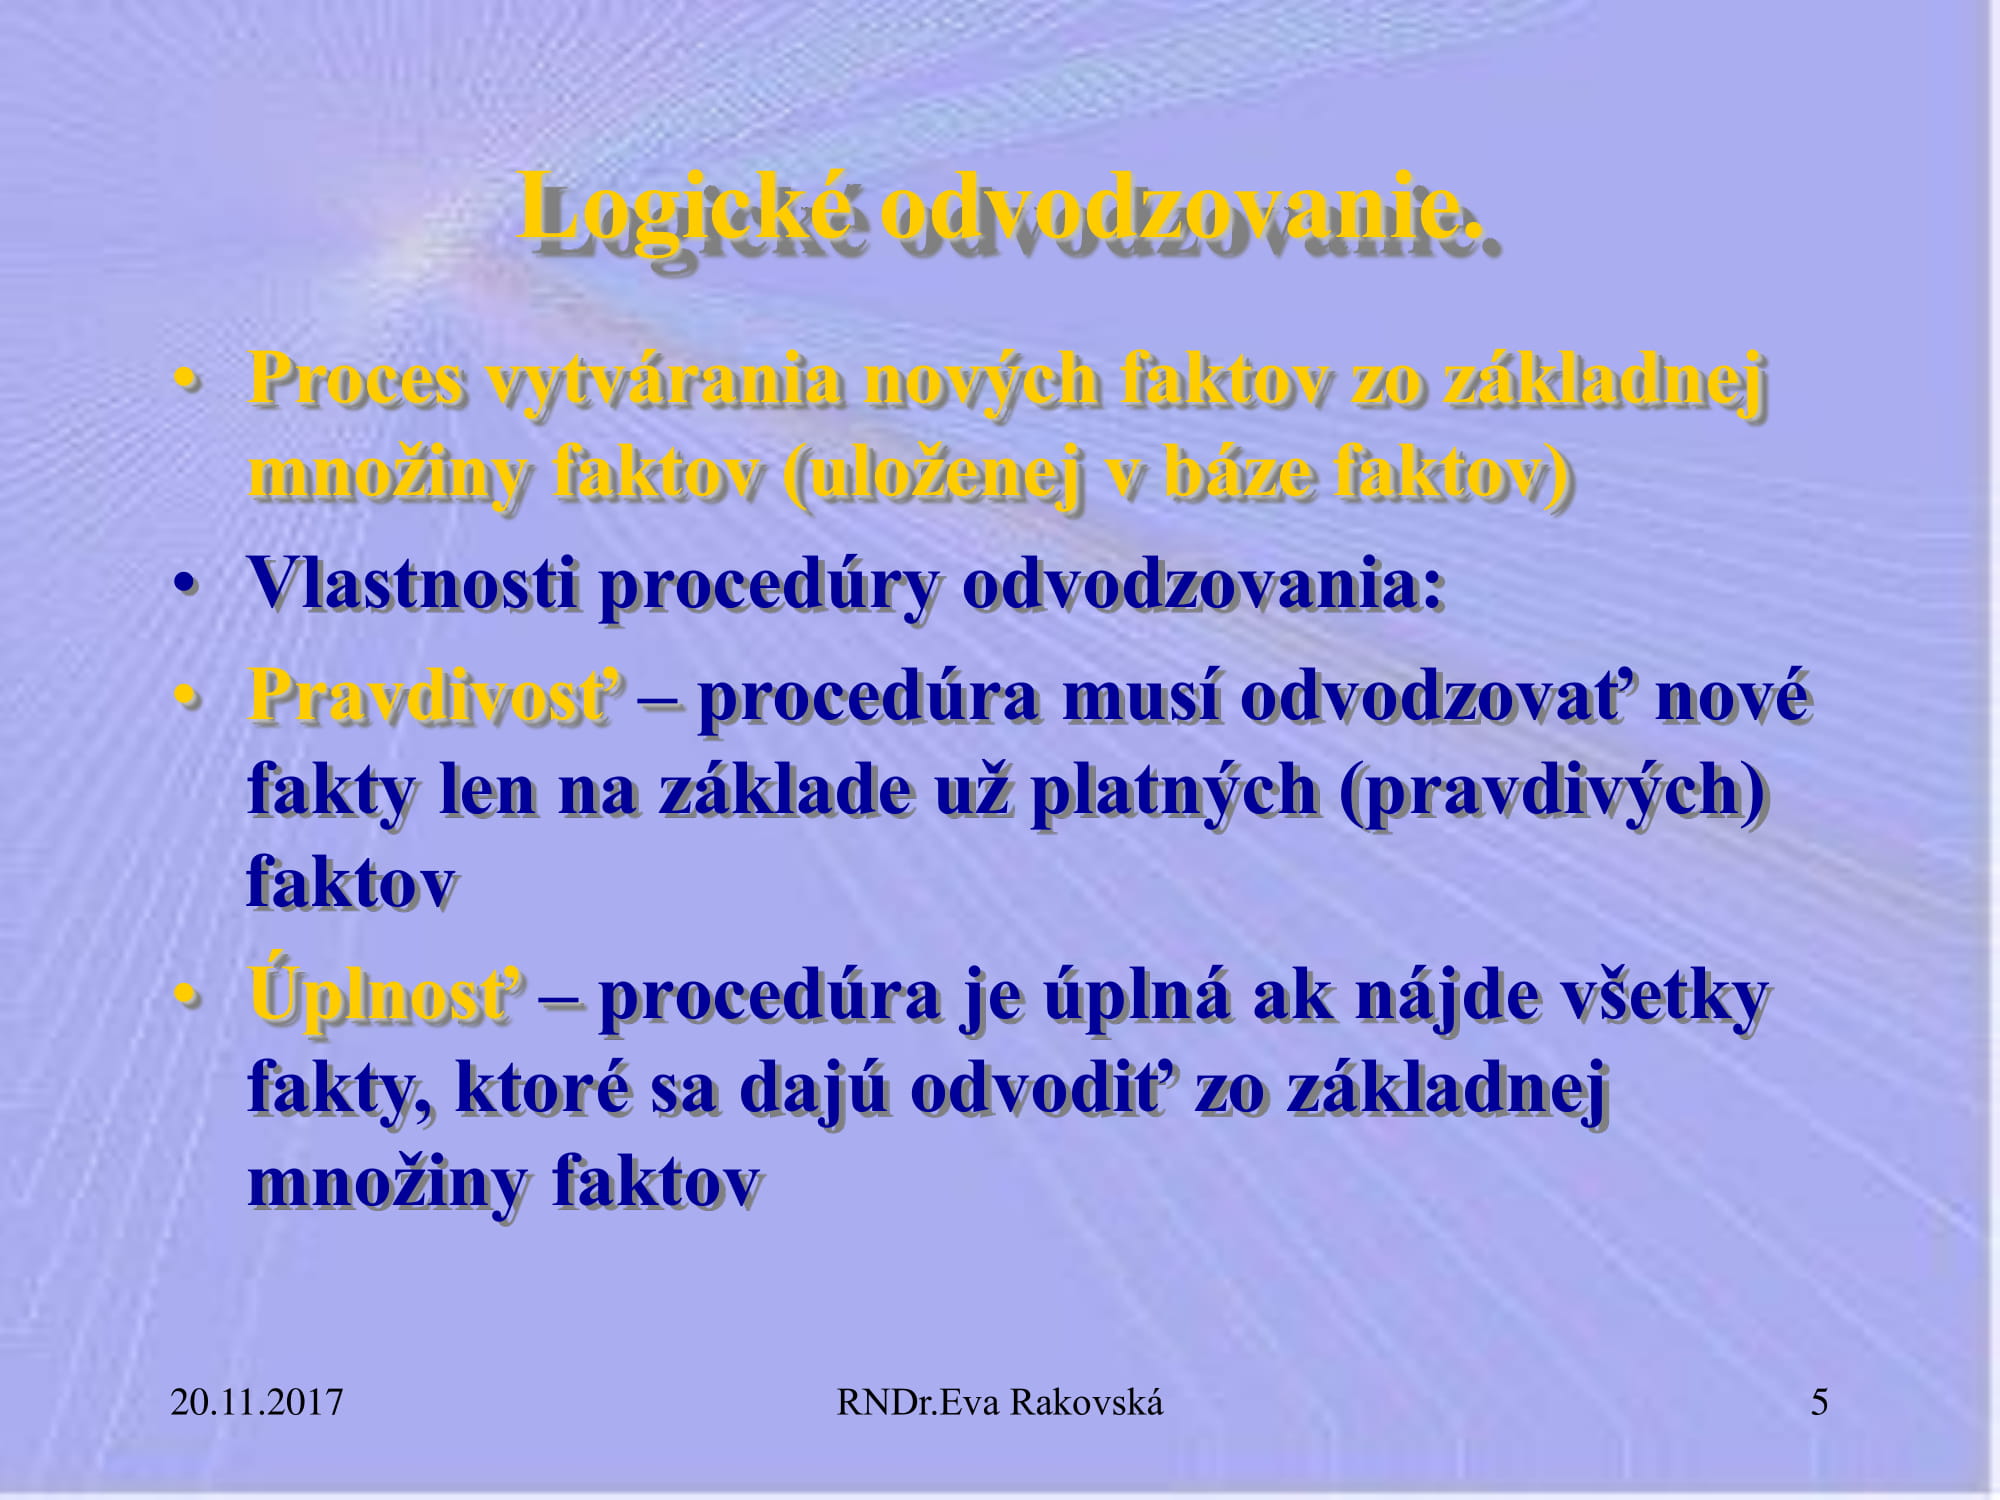 Logické odvodzovanie.
• Proces vytvárania nových faktov zo základnej
množiny faktov (uloženej v báze faktov)
• Vlastnosti procedúry odvodzovania:
• Pravdivosť – procedúra musí odvodzovať nové
fakty len na základe už platných (pravdivých)
faktov
• Úplnosť – procedúra je úplná ak nájde všetky
fakty, ktoré sa dajú odvodiť zo základnej
množiny faktov
20.11.2017 RNDr.Eva Rakovská 5